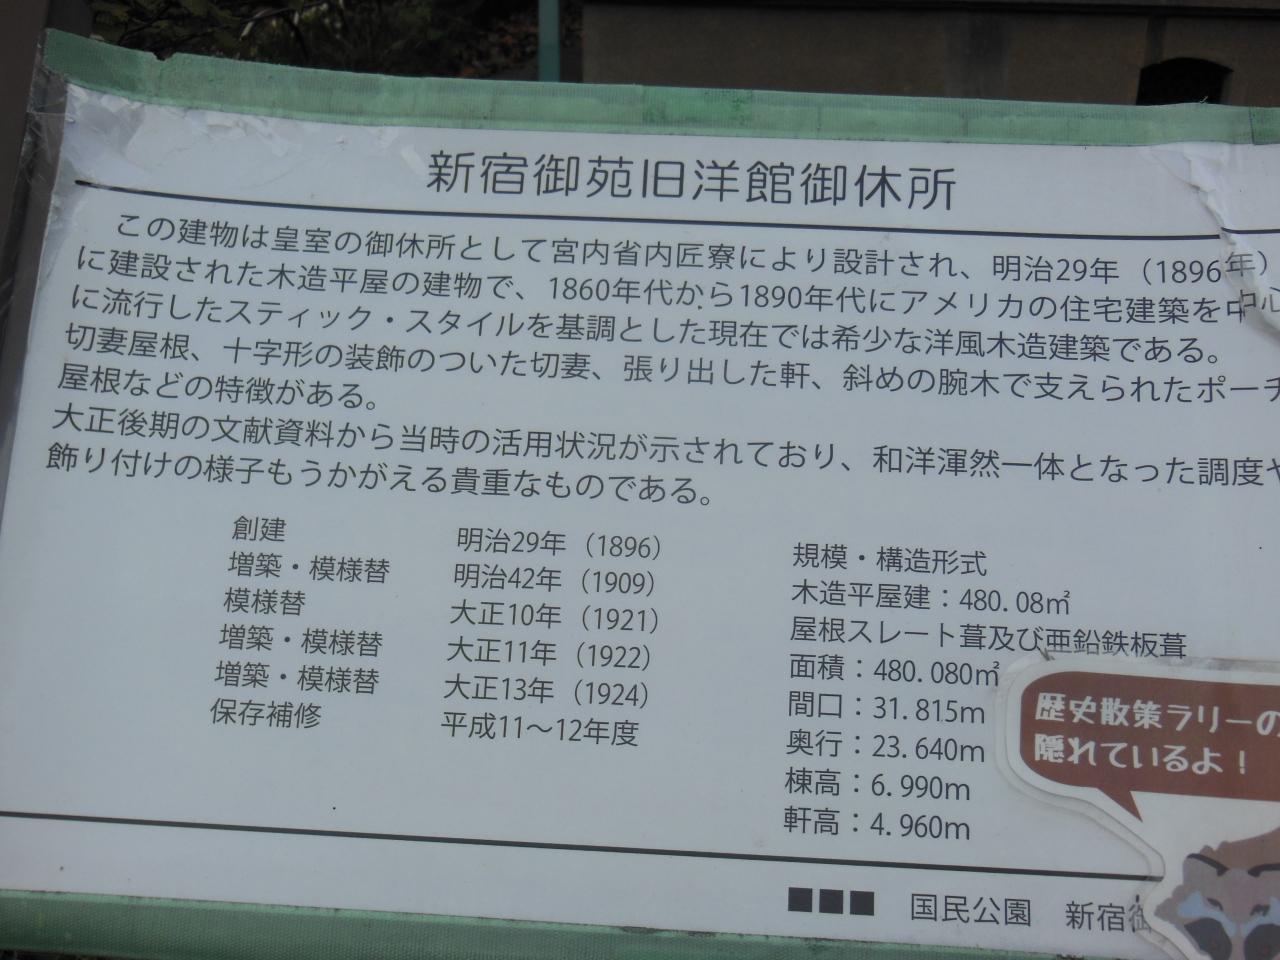 新宿御苑旧洋館御休所
この建物は皇室の御休所として宮内省内匠寮により設計され、明治29年（1896年）
に建設された木造平屋の建物で、1860年代から1890年代にアメリカの住宅建築を中心
に流行したスティック・スタイルを基調とした現在では希少な洋風木造建築である。
切妻屋根、十字形の装飾のついた切妻、張り出した軒、斜めの腕木で支えられたポーチ
屋根などの特徴がある。
大正後期の文献資料から当時の活用状況が示されており、和洋渾然一体となった調度や
飾り付けの様子もうかがえる貴重なものである。
創建 明治29年（1896）
増築・模様替 明治42年（1909）
模様替 大正10年（1921）
増築・模様替 大正11年（1922）
増築・模様替 大正13年（1924）
保存補修 平成11～12年度
規模・構造形式
木造平屋建：480.08㎡
屋根スレート葺及び亜鉛鉄板葺
面積：480.080㎡
間口：31.815m
奥行：23.640m
棟高：6.990m
軒高：4.960m
歴史散策ラリーの
隠れているよ！
■■■ 国民公園 新宿御